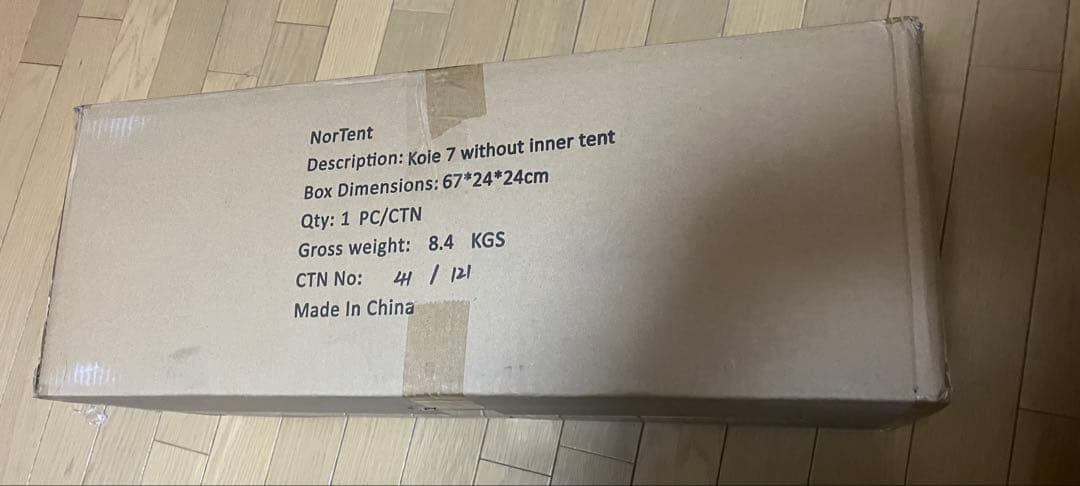 NorTent
Description: Koie 7 without inner tent
Box Dimensions: 67*24*24cm
Qty: 1 PC/CTN
Gross weight: 8.4 KGS
CTN No: 41 / 121
Made In China